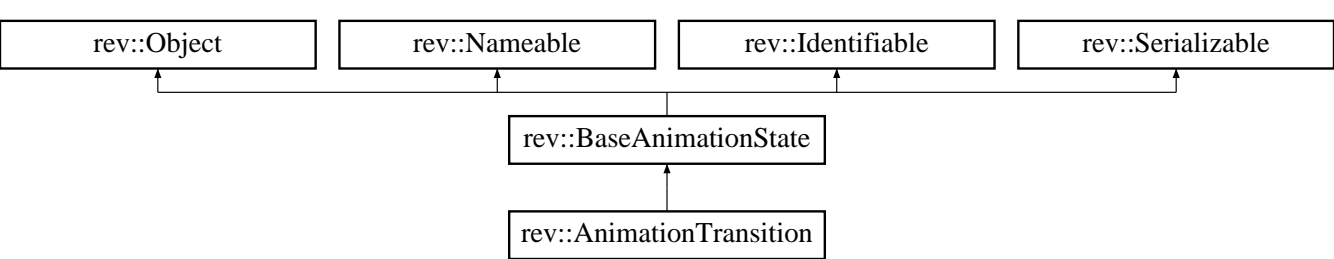 rev::Object rev::Nameable rev::Identifiable rev::Serializable
rev::BaseAnimationState
rev::AnimationTransition